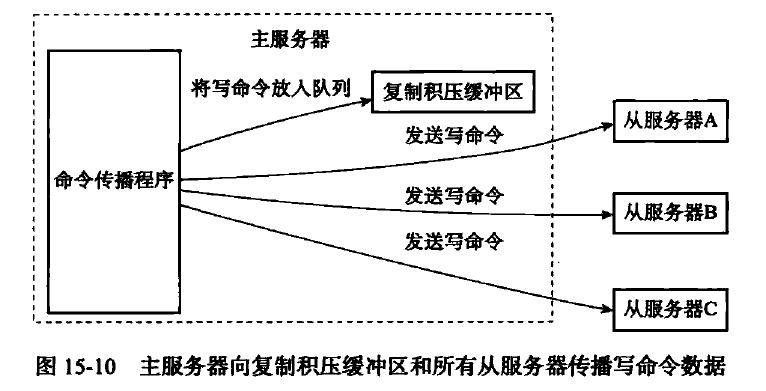 主服务器
将写命令放入队列
复制积压缓冲区
发送写命令
从服务器A
命令传播程序
发送写命令
从服务器B
发送写命令
从服务器C
图 15-10 主服务器向复制积压缓冲区和所有从服务器传播写命令数据